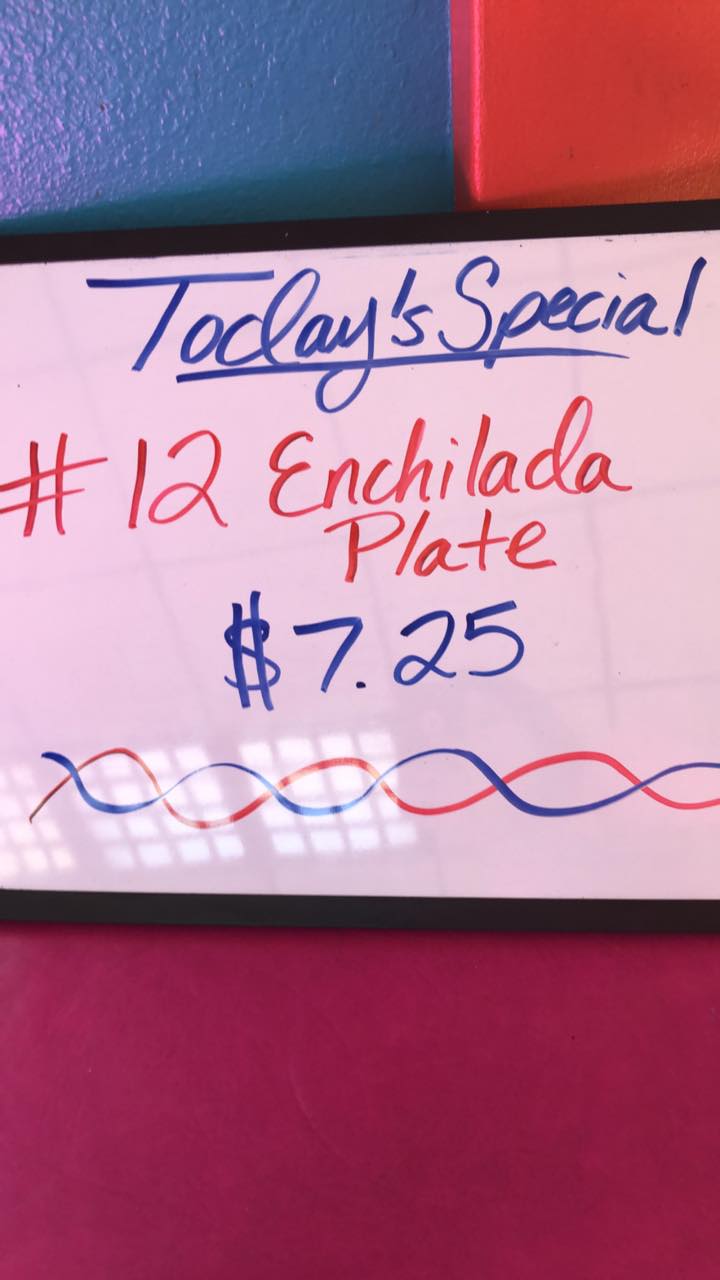 Today's Special
#12 Enchilada
Plate
$7.25